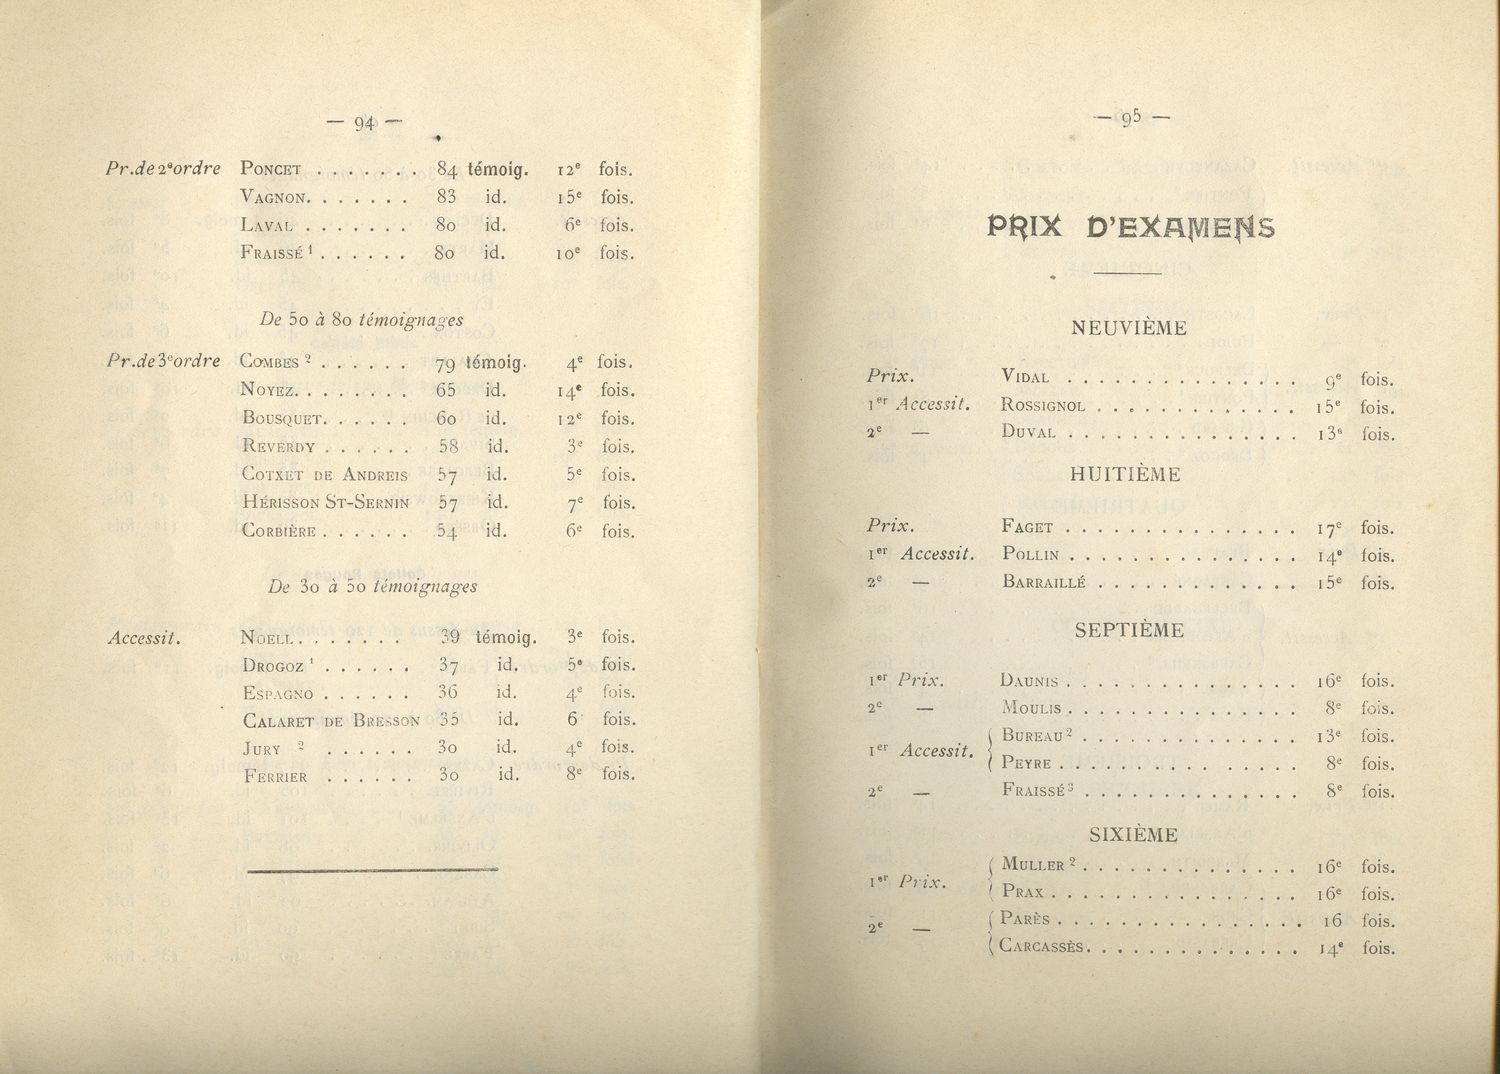 — 94 —
Pr. de 2e ordre PONCET . . . . . . . 84 témoig. 12e fois.
VAGNON. . . . . . . 83 id. 15e fois.
LAVAL . . . . . . . 80 id. 6e fois.
FRAISSÉ 1 . . . . . . 80 id. 10e fois.
De 50 à 80 témoignages
Pr. de 3e ordre COMBES 2 . . . . . . 79 témoig. 4e fois.
NOYEZ. . . . . . . . 65 id. 14e fois.
BOUSQUET. . . . . . 60 id. 12e fois.
REVERDY . . . . . . 58 id. 3e fois.
COTXET DE ANDREIS 57 id. 5e fois.
HÉRISSON ST-SERNIN 57 id. 7e fois.
CORBIÈRE . . . . . . 54 id. 6e fois.
De 30 à 50 témoignages
Accessit. NOELL . . . . . . . 39 témoig. 3e fois.
DROGOZ 1 . . . . . . 37 id. 5e fois.
ESPAGNO . . . . . . 36 id. 4e fois.
CALARET DE BRESSON 35 id. 6 fois.
JURY 2 . . . . . . 30 id. 4e fois.
FERRIER . . . . . . 30 id. 8e fois.
— 95 —
PRIX D'EXAMENS
NEUVIÈME
Prix. VIDAL . . . . . . . . . . . . . . . 9e fois.
1er Accessit. ROSSIGNOL . . . . . . . . . . . . . 15e fois.
2e — DUVAL . . . . . . . . . . . . . . . 13e fois.
HUITIÈME
Prix. FAGET . . . . . . . . . . . . . . . 17e fois.
1er Accessit. POLLIN . . . . . . . . . . . . . . . 14e fois.
2e — BARRAILLÉ . . . . . . . . . . . . . 15e fois.
SEPTIÈME
1er Prix. DAUNIS . . . . . . . . . . . . . . . 16e fois.
2e — MOULIS . . . . . . . . . . . . . . . 8e fois.
1er Accessit. BUREAU 2 . . . . . . . . . . . . . . 13e fois.
PEYRE . . . . . . . . . . . . . . . 8e fois.
2e — FRAISSÉ 3 . . . . . . . . . . . . . . 8e fois.
SIXIÈME
1er Prix. MULLER 2 . . . . . . . . . . . . . . 16e fois.
PRAX . . . . . . . . . . . . . . . . 16e fois.
2e — PARÈS . . . . . . . . . . . . . . . . 16 fois.
CARCASSÈS. . . . . . . . . . . . . . 14e fois.